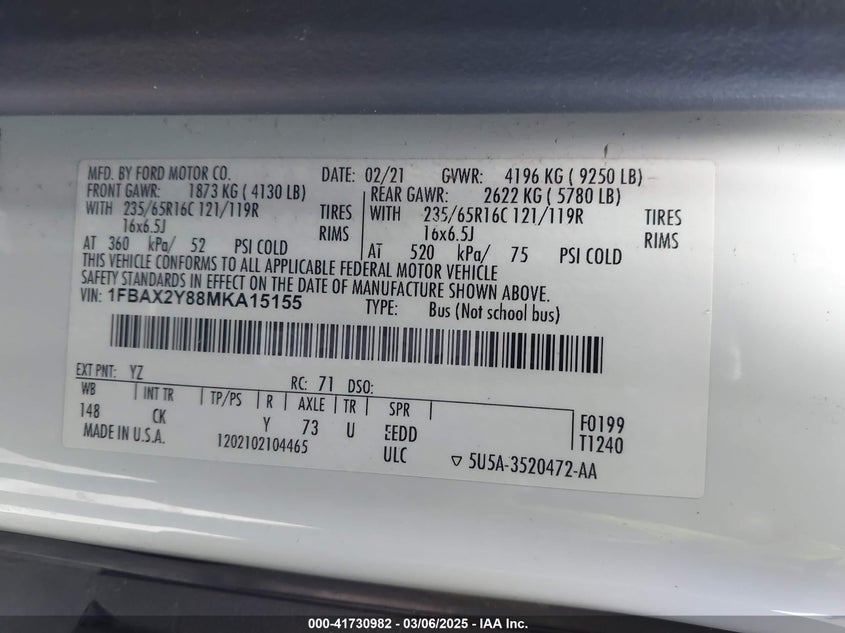 MFD. BY FORD MOTOR CO. DATE: 02/21 GVWR: 4196 KG ( 9250 LB)
FRONT GAWR: 1873 KG ( 4130 LB) REAR GAWR: 2622 KG ( 5780 LB)
WITH 235/65R16C 121/119R TIRES WITH 235/65R16C 121/119R TIRES
16x6.5J RIMS 16x6.5J RIMS
AT 360 kPa/ 52 PSI COLD AT 520 kPa/ 75 PSI COLD
THIS VEHICLE CONFORMS TO ALL APPLICABLE FEDERAL MOTOR VEHICLE
SAFETY STANDARDS IN EFFECT ON THE DATE OF MANUFACTURE SHOWN ABOVE.
VIN: 1FBAX2Y88MKA15155 TYPE: Bus (Not school bus)
EXT PNT: YZ RC: 71 DSO:
WB INT TR TP/PS R AXLE TR SPR
148 CK Y 73 U EEDD F0199
MADE IN U.S.A. 1202102104465 ULC T1240
5U5A-3520472-AA
000-41730982 — 03/06/2025 - IAA Inc.